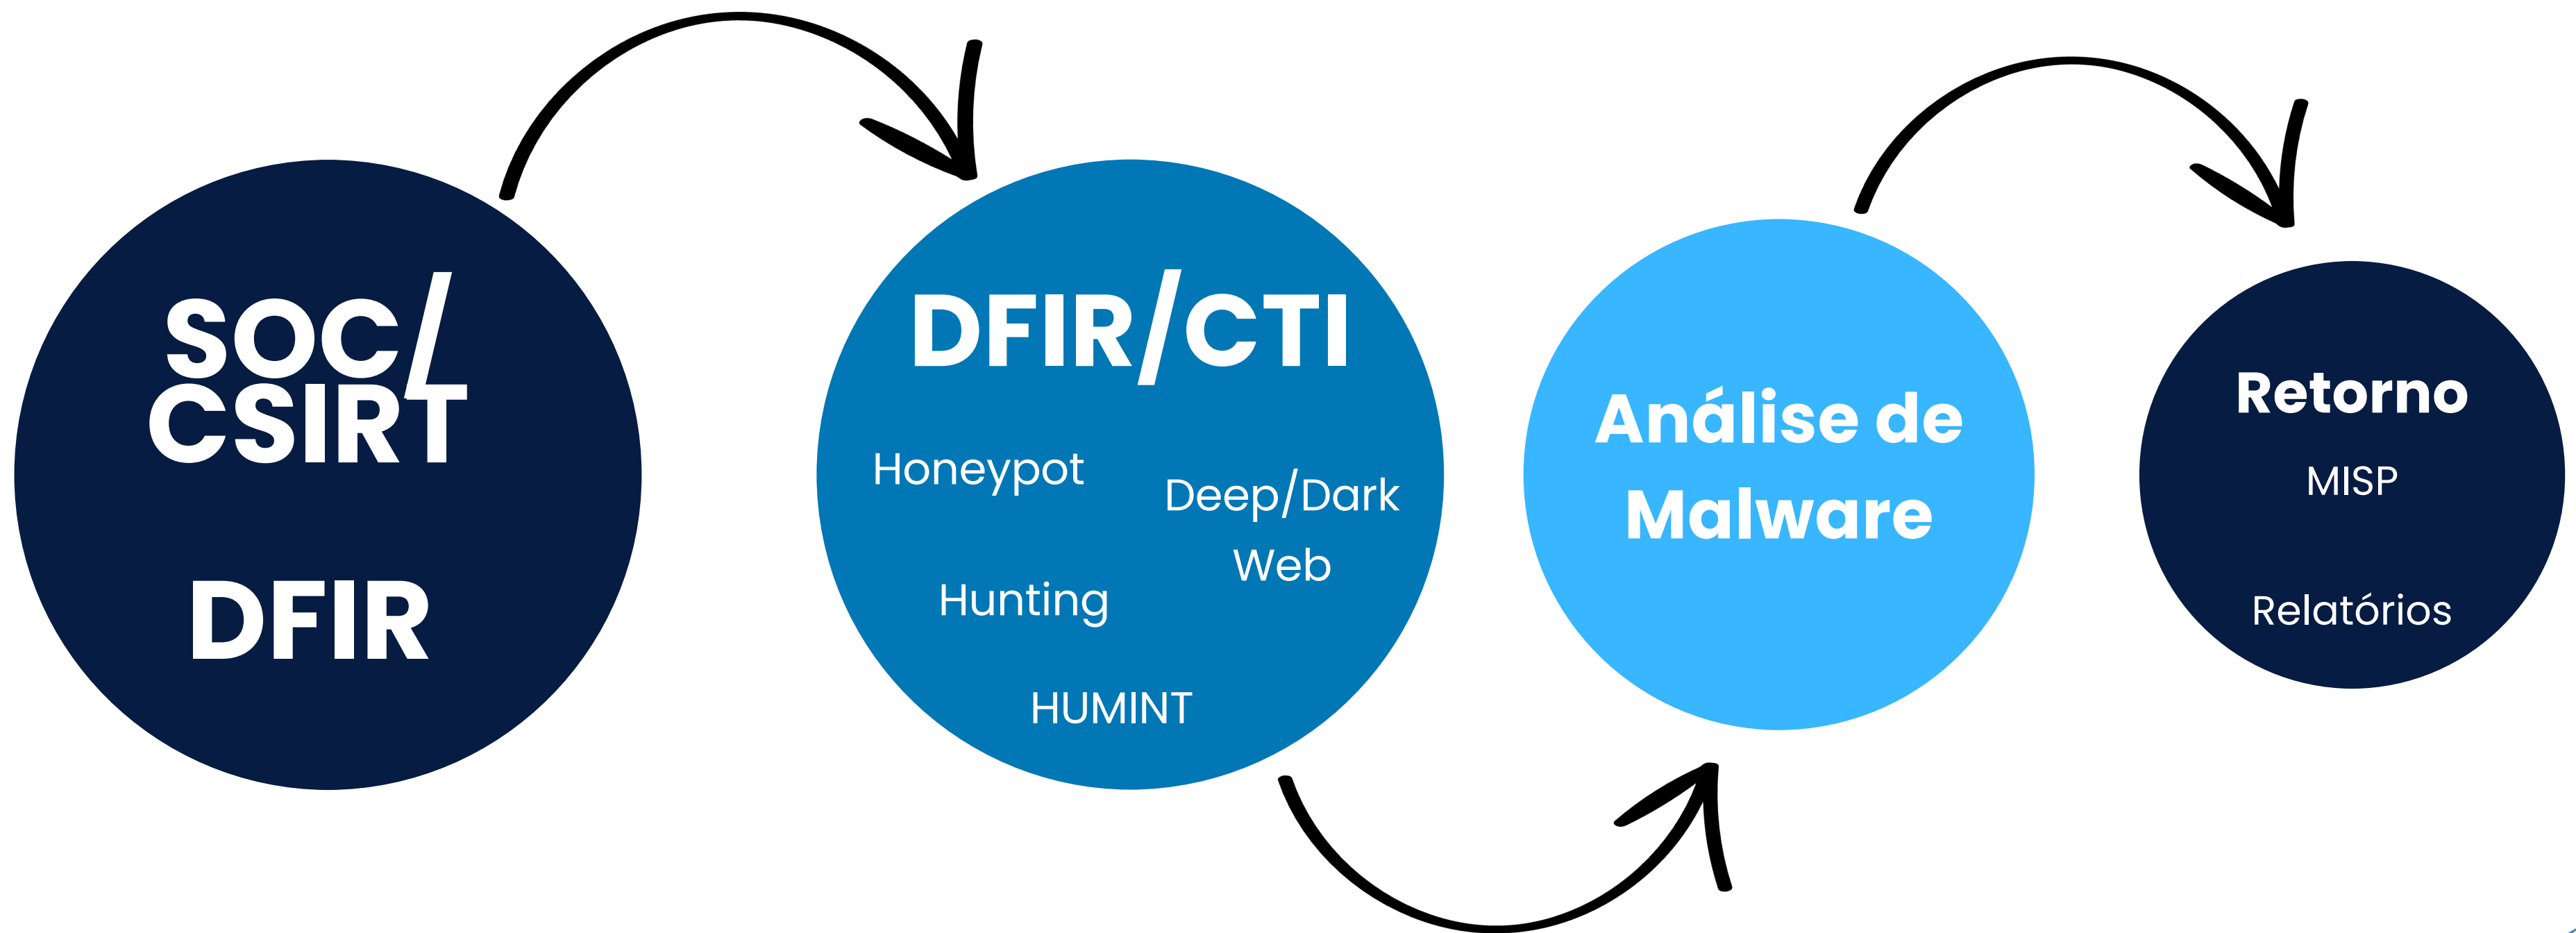 SOC/
CSIRT
DFIR
DFIR/CTI
Honeypot
Deep/Dark
Web
Hunting
HUMINT
Análise de
Malware
Retorno
MISP
Relatórios